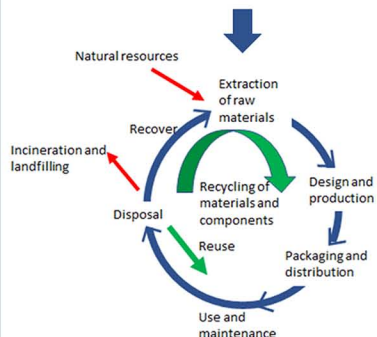 Natural resources
Extraction
of raw
materials
Recover
Incineration and
landfilling
Recycling of
materials and
components
Design and
production
Disposal
Reuse
Packaging and
distribution
Use and
maintenance